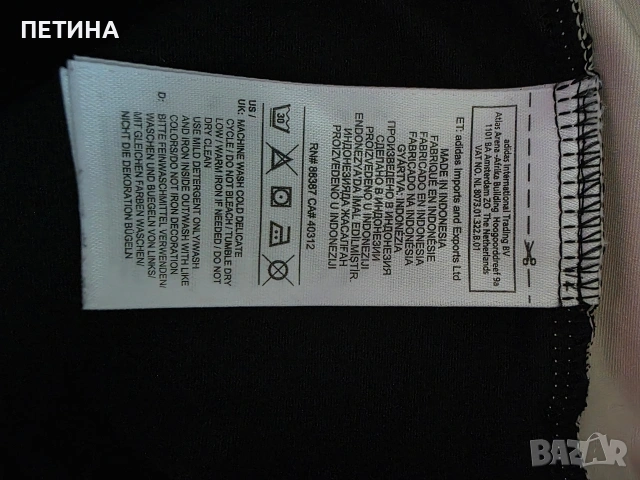 ПЕТИНА
adidas International Trading BV
Atlas Arena -Afrika Building Hoogoorddreef 9a
1101 BA Amsterdam ZO The Netherlands
VAT NO. NL 8073.01.322.B.01
ET: adidas Imports and Exports Ltd
MADE IN INDONESIA
FABRIQUÉ EN INDONÉSIE
FABRICADO EN INDONESIA
FABRICADO NA INDONESIA
GYÁRTVA: INDONÉZIA
ПРОИЗВЕДЕНО В ИНДОНЕЗИЯ
СДЕЛАНО В ИНДОНЕЗИИ
PROIZVEDENO U INDONEZIJI
ENDONEZYA'DA İMAL EDİLMİŞTİR.
ИНДОНЕЗИЯДА ЖАСАЛҒАН
PROIZVEDENO U INDONEZIJI
RN# 88387 CA# 40312
30
US /
UK: MACHINE WASH COLD DELICATE
CYCLE / DO NOT BLEACH / TUMBLE DRY
LOW / WARM IRON IF NEEDED / DO NOT
DRY CLEAN
USE MILD DETERGENT ONLY/WASH
AND IRON INSIDE OUT/WASH WITH LIKE
COLORS/DO NOT IRON DECORATION
D: BITTE FEINWASCHMITTEL VERWENDEN/
WASCHEN UND BUEGELN VON LINKS/
MIT GLEICHEN FARBEN WASCHEN/
NICHT DIE DEKORATION BÜGELN
BAZAR